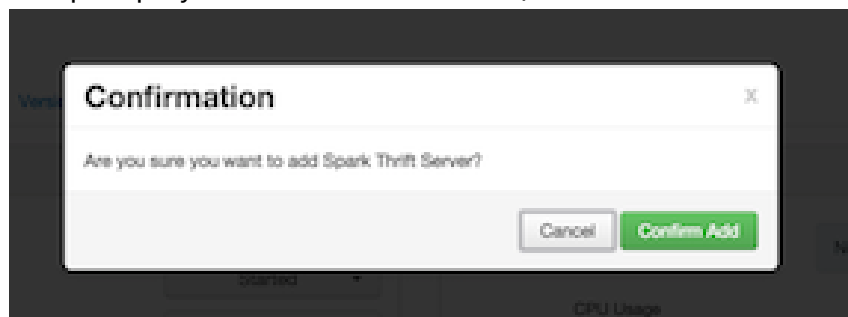 Confirmation
X
Are you sure you want to add Spark Thrift Server?
Cancel
Confirm Add
Started
CPU Usage